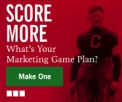 SCORE
MORE
What's Your
Marketing Game Plan?
Make One